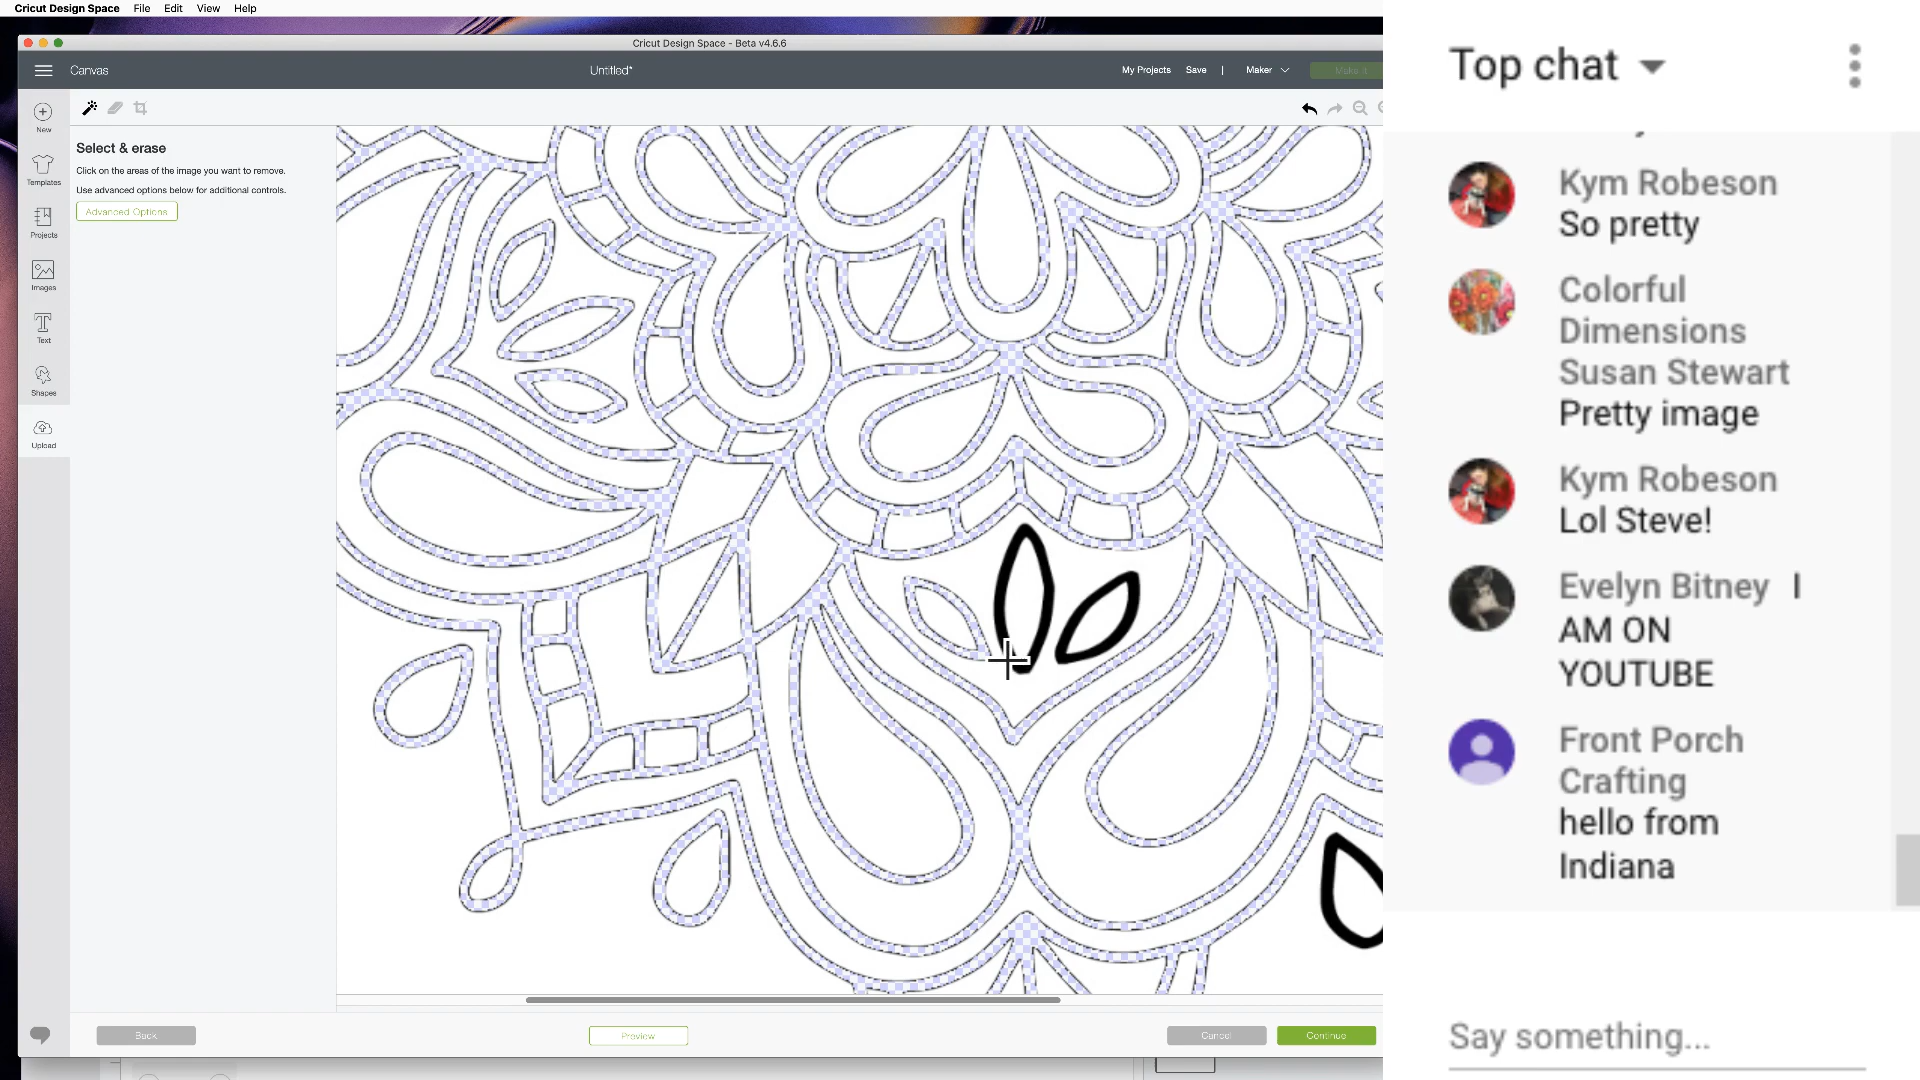 Cricut Design Space File Edit View Help
Cricut Design Space - Beta v4.6.6
Canvas
Untitled*
My Projects Save | Maker
Make It
New
Templates
Projects
Images
Text
Shapes
Upload
Select & erase
Click on the areas of the image you want to remove.
Use advanced options below for additional controls.
Advanced Options
Back
Preview
Cancel
Continue
Top chat
Kym Robeson
So pretty
Colorful
Dimensions
Susan Stewart
Pretty image
Kym Robeson
Lol Steve!
Evelyn Bitney I
AM ON
YOUTUBE
Front Porch
Crafting
hello from
Indiana
Say something...